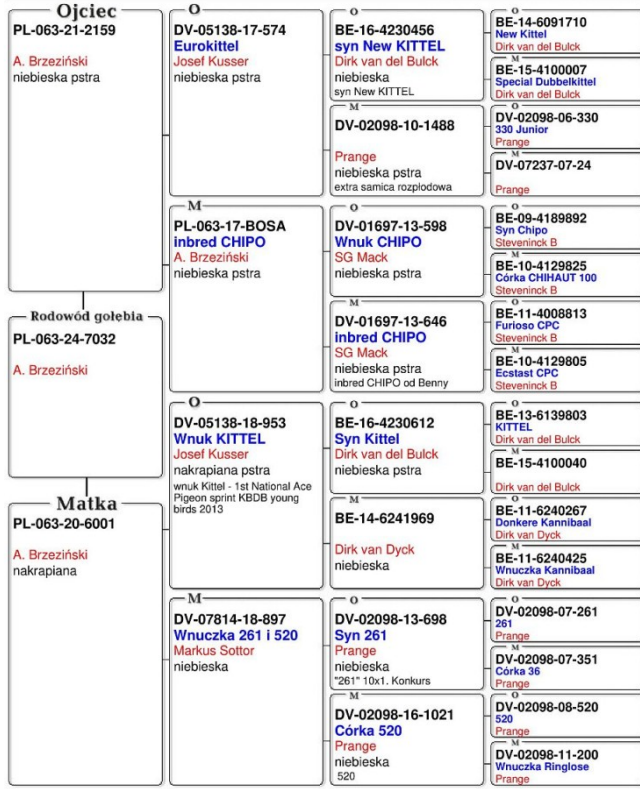 Ojciec
PL-063-21-2159
A. Brzeziński
niebieska pstra
Rodowód gołębia
PL-063-24-7032
A. Brzeziński
Matka
PL-063-20-6001
A. Brzeziński
nakrapiana
O
DV-05138-17-574
Eurokittel
Josef Kusser
niebieska pstra
M
PL-063-17-BOSA
inbred CHIPO
A. Brzeziński
niebieska pstra
O
DV-05138-18-953
Wnuk KITTEL
Josef Kusser
nakrapiana pstra
wnuk Kittel - 1st National Ace
Pigeon sprint KBDB young
birds 2013
M
DV-07814-18-897
Wnuczka 261 i 520
Markus Sottor
niebieska
O
BE-16-4230456
syn New KITTEL
Dirk van del Bulck
niebieska
syn New KITTEL
M
DV-02098-10-1488
Prange
niebieska pstra
extra samica rozpłodowa
O
DV-01697-13-598
Wnuk CHIPO
SG Mack
niebieska pstra
M
DV-01697-13-646
inbred CHIPO
SG Mack
niebieska pstra
inbred CHIPO od Benny
O
BE-16-4230612
Syn Kittel
Dirk van del Bulck
niebieska pstra
M
BE-14-6241969
Dirk van Dyck
niebieska
O
DV-02098-13-698
Syn 261
Prange
niebieska
"261" 10x1. Konkurs
M
DV-02098-16-1021
Córka 520
Prange
niebieska
520
O
BE-14-6091710
New Kittel
Dirk van del Bulck
M
BE-15-4100007
Special Dubbelkittel
Dirk van del Bulck
O
DV-02098-06-330
330 Junior
Prange
M
DV-07237-07-24
Prange
O
BE-09-4189892
Syn Chipo
Steveninck B
M
BE-10-4129825
Córka CHIHAUT 100
Steveninck B
O
BE-11-4008813
Furioso CPC
Steveninck B
M
BE-10-4129805
Ecstast CPC
Steveninck B
O
BE-13-6139803
KITTEL
Dirk van del Bulck
M
BE-15-4100040
Dirk van del Bulck
O
BE-11-6240267
Donkere Kannibaal
Dirk van Dyck
M
BE-11-6240425
Wnuczka Kannibaal
Dirk van Dyck
O
DV-02098-07-261
261
Prange
M
DV-02098-07-351
Córka 36
Prange
O
DV-02098-08-520
520
Prange
M
DV-02098-11-200
Wnuczka Ringlose
Prange